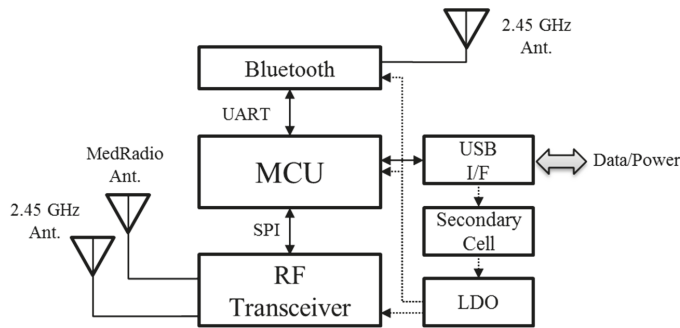 2.45 GHz
Ant.
Bluetooth
UART
MedRadio
Ant.
MCU
USB
I/F
Data/Power
2.45 GHz
Ant.
SPI
Secondary
Cell
RF
Transceiver
LDO